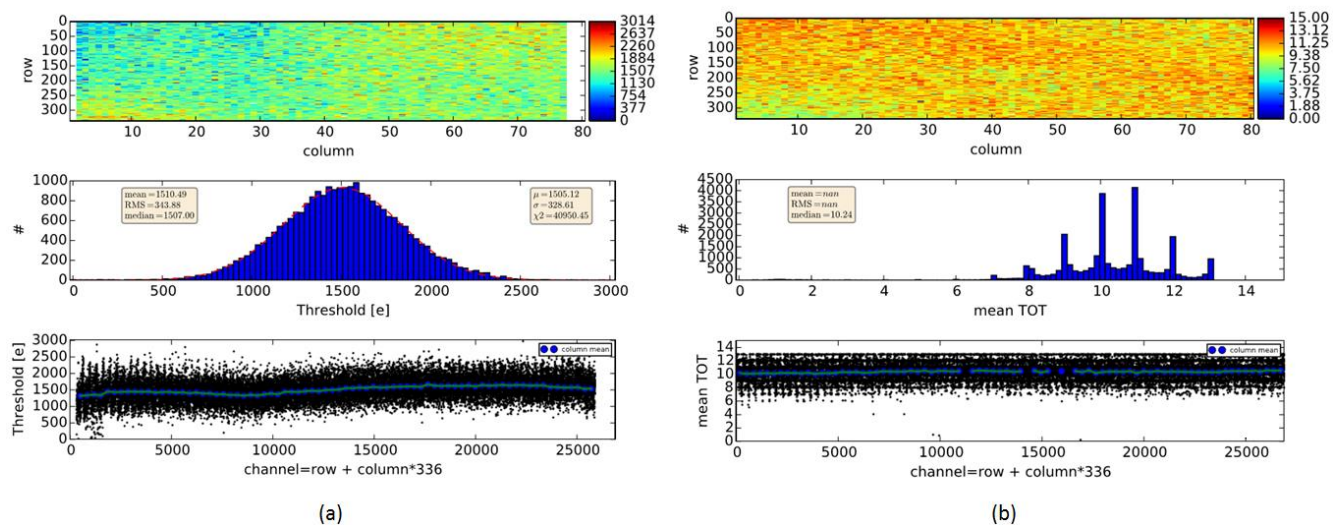 0
50
100
150
200
250
300
row
10 20 30 40 50 60 70 80
column
3014
2637
2260
1884
1507
1130
754
377
0
0
50
100
150
200
250
300
row
10 20 30 40 50 60 70 80
column
15.00
13.12
11.25
9.38
7.50
5.62
3.75
1.88
0.00
1000
800
600
400
200
0
#
mean=1510.49
RMS=343.88
median=1507.00
μ=1505.12
σ=328.61
χ2=40950.45
0 500 1000 1500 2000 2500 3000
Threshold [e]
4500
4000
3500
3000
2500
2000
1500
1000
500
0
#
mean=nan
RMS=nan
median=10.24
0 2 4 6 8 10 12 14
mean TOT
3000
2500
2000
1500
1000
500
0
Threshold [e]
column mean
0 5000 10000 15000 20000 25000
channel=row + column*336
14
12
10
8
6
4
2
0
mean TOT
column mean
0 5000 10000 15000 20000 25000
channel=row + column*336
(a)
(b)